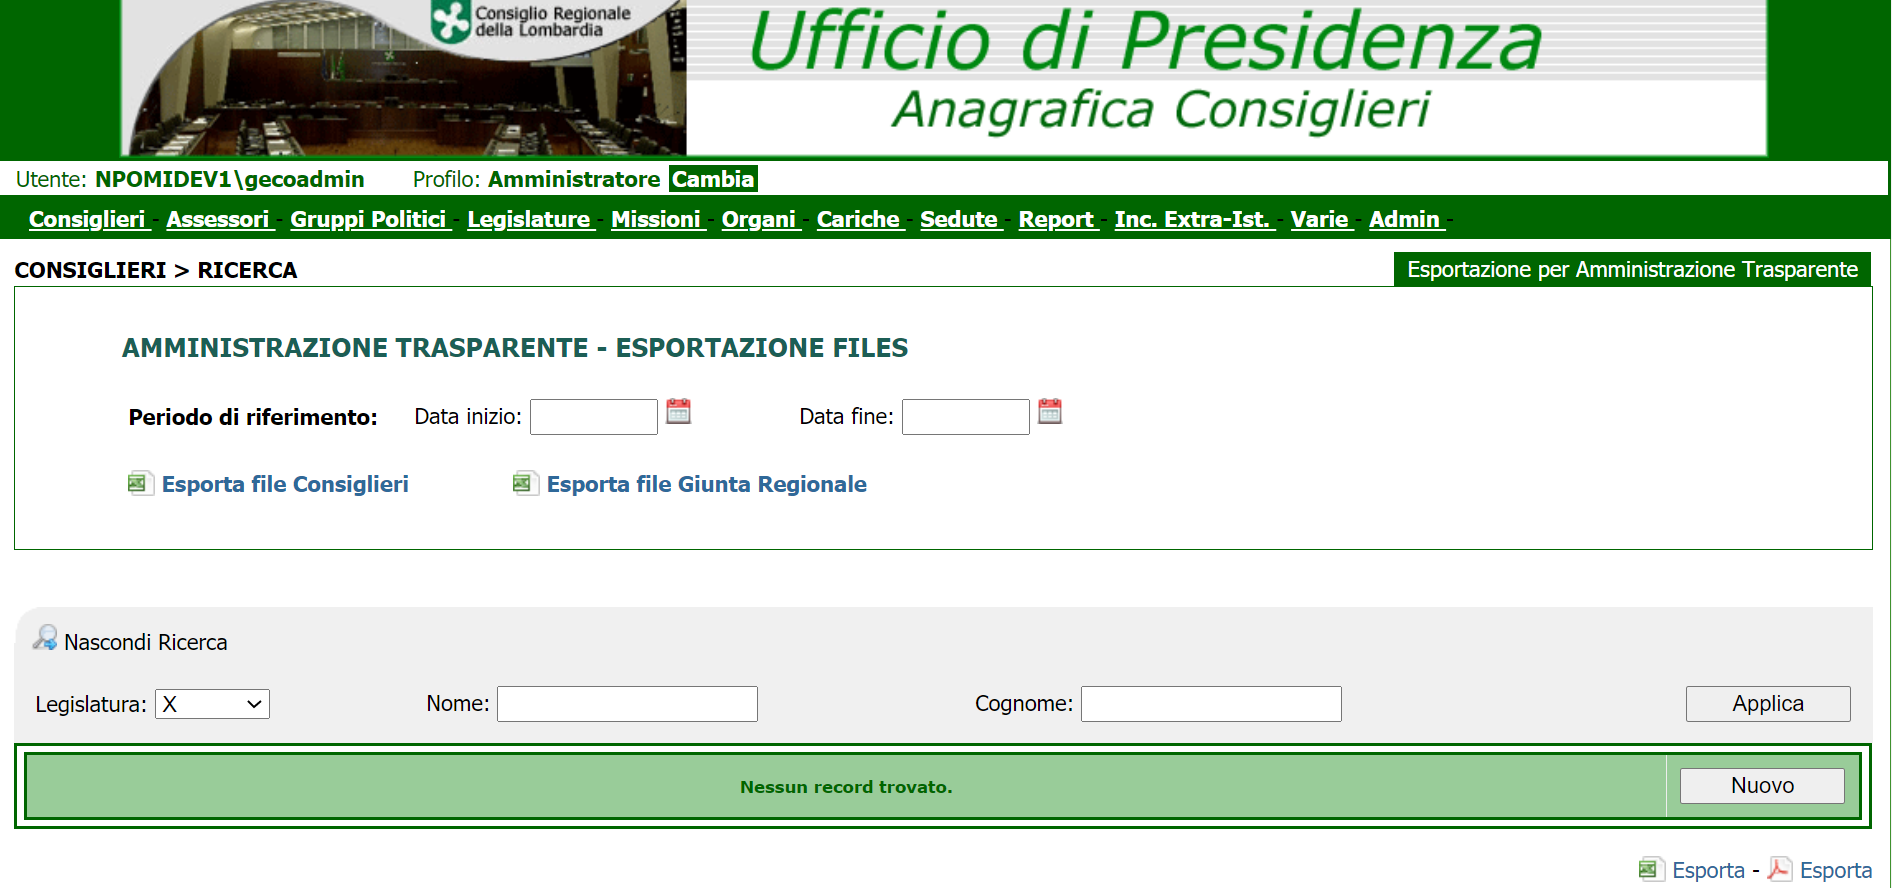 Consiglio Regionale
della Lombardia
Ufficio di Presidenza
Anagrafica Consiglieri
Utente: NPOMIDEV1\gecoadmin Profilo: Amministratore Cambia
Consiglieri - Assessori - Gruppi Politici - Legislature - Missioni - Organi - Cariche - Sedute - Report - Inc. Extra-Ist. - Varie - Admin -
CONSIGLIERI > RICERCA Esportazione per Amministrazione Trasparente
AMMINISTRAZIONE TRASPARENTE - ESPORTAZIONE FILES
Periodo di riferimento: Data inizio: Data fine:
Esporta file Consiglieri Esporta file Giunta Regionale
Nascondi Ricerca
Legislatura: X Nome: Cognome: Applica
Nessun record trovato. Nuovo
Esporta - Esporta